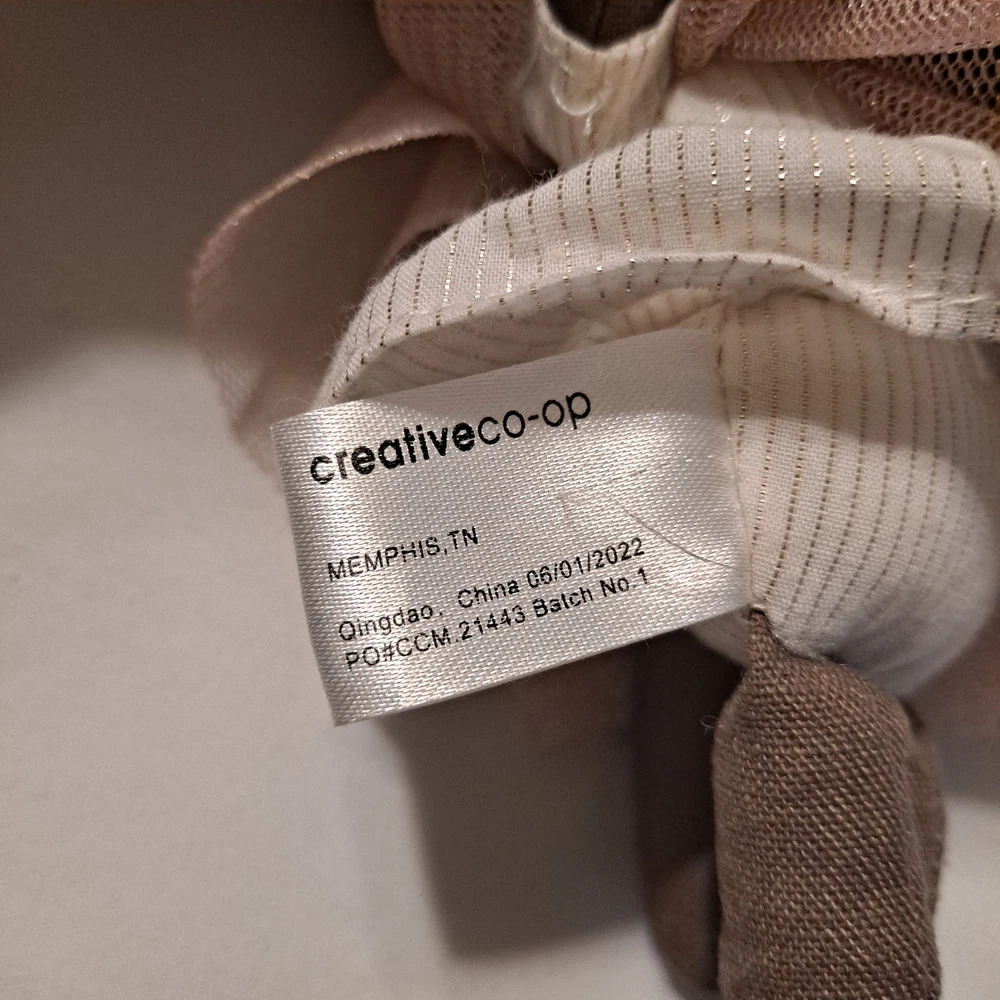 creativeco-op
MEMPHIS,TN
Qingdao, China 06/01/2022
PO#CCM.21443 Batch No.1